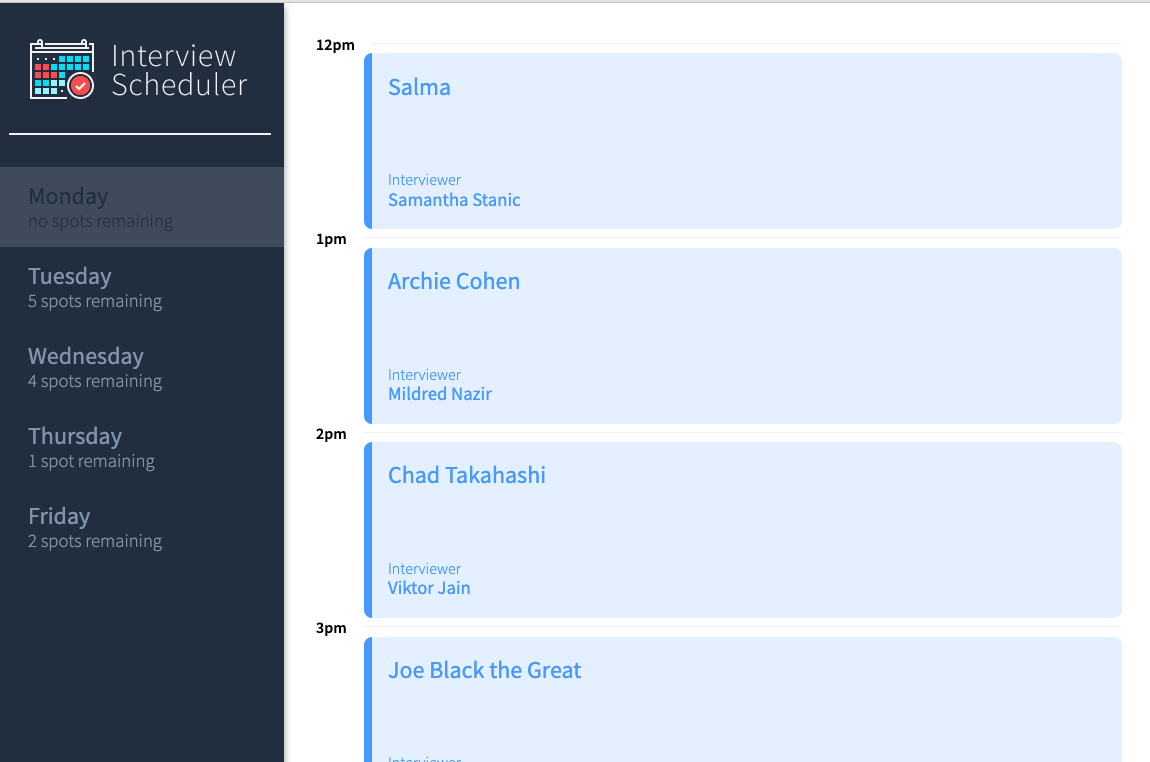 Interview
Scheduler
Monday
no spots remaining
Tuesday
5 spots remaining
Wednesday
4 spots remaining
Thursday
1 spot remaining
Friday
2 spots remaining
12pm
Salma
Interviewer
Samantha Stanic
1pm
Archie Cohen
Interviewer
Mildred Nazir
2pm
Chad Takahashi
Interviewer
Viktor Jain
3pm
Joe Black the Great
Interviewer